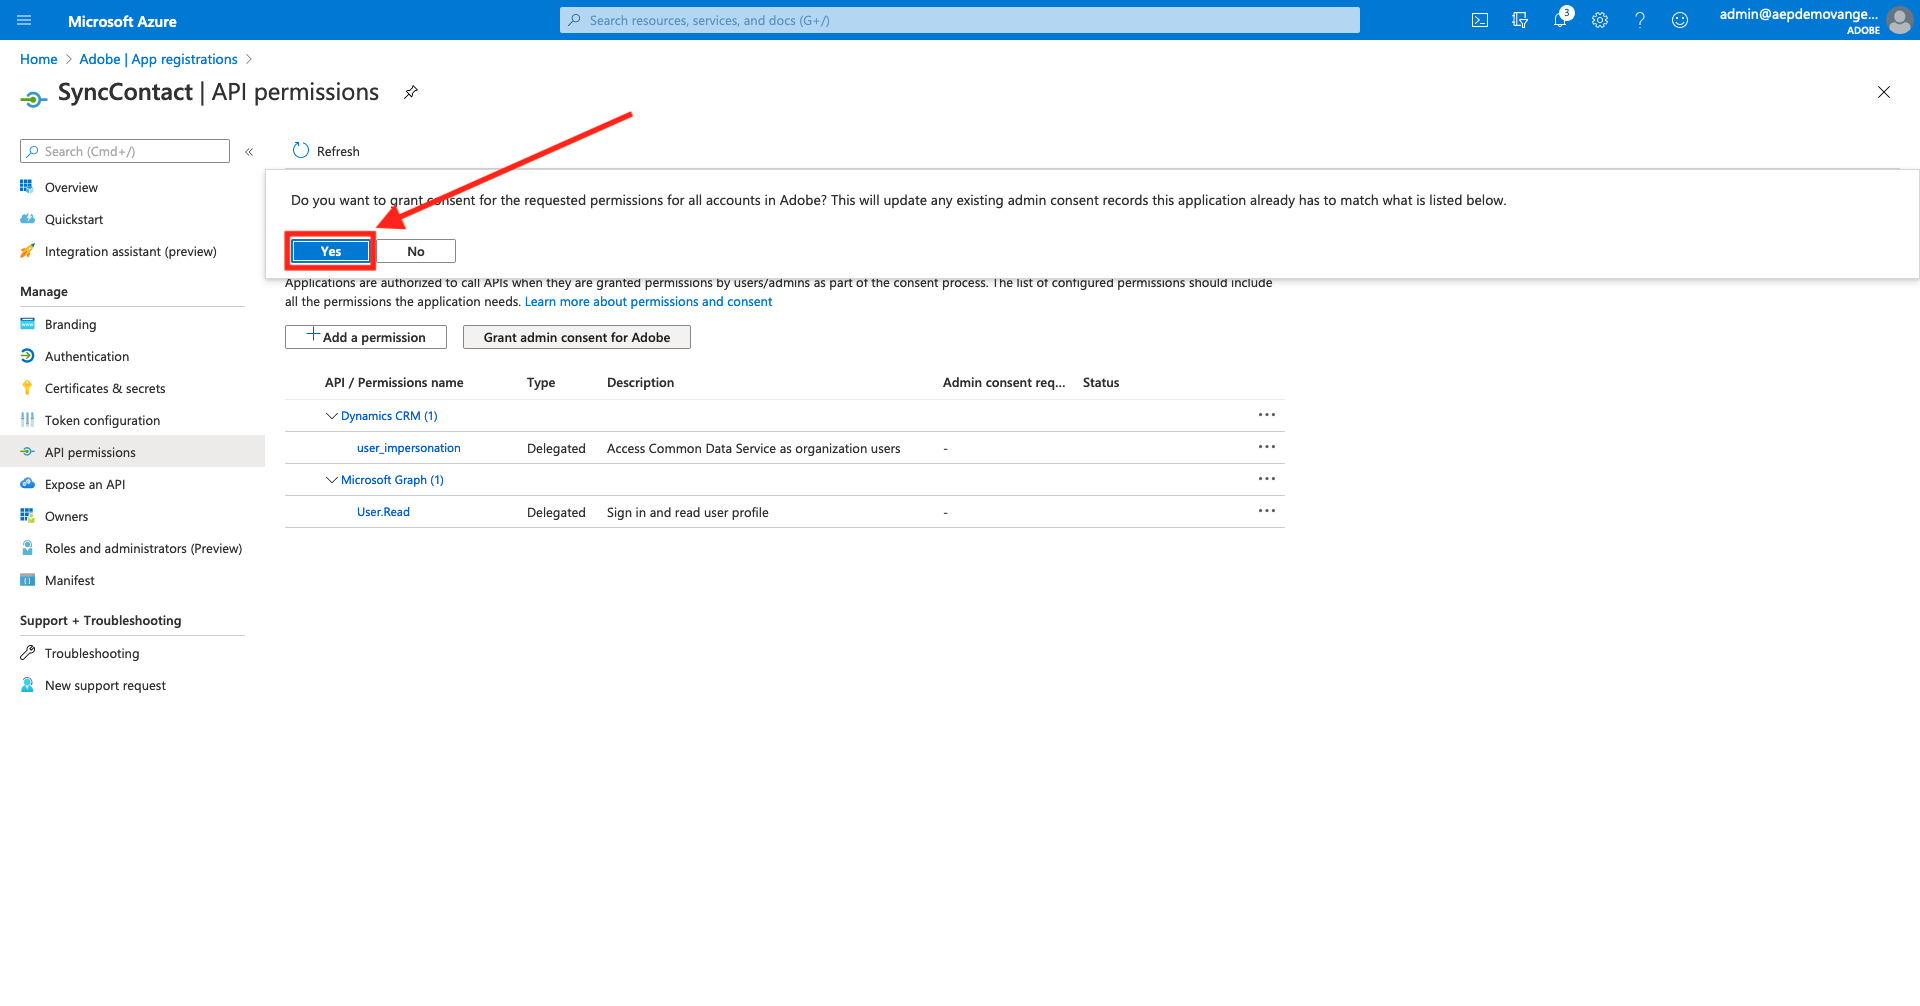 Microsoft Azure
Search resources, services, and docs (G+/)
3
admin@aepdemovange...
ADOBE
Home > Adobe | App registrations >
SyncContact | API permissions
Search (Cmd+/)
«
Refresh
Overview
Quickstart
Integration assistant (preview)
Manage
Branding
Authentication
Certificates & secrets
Token configuration
API permissions
Expose an API
Owners
Roles and administrators (Preview)
Manifest
Support + Troubleshooting
Troubleshooting
New support request
Do you want to grant consent for the requested permissions for all accounts in Adobe? This will update any existing admin consent records this application already has to match what is listed below.
Yes
No
Applications are authorized to call APIs when they are granted permissions by users/admins as part of the consent process. The list of configured permissions should include
all the permissions the application needs. Learn more about permissions and consent
Add a permission
Grant admin consent for Adobe
API / Permissions name Type Description Admin consent req... Status
Dynamics CRM (1) ...
user_impersonation Delegated Access Common Data Service as organization users - ...
Microsoft Graph (1) ...
User.Read Delegated Sign in and read user profile - ...